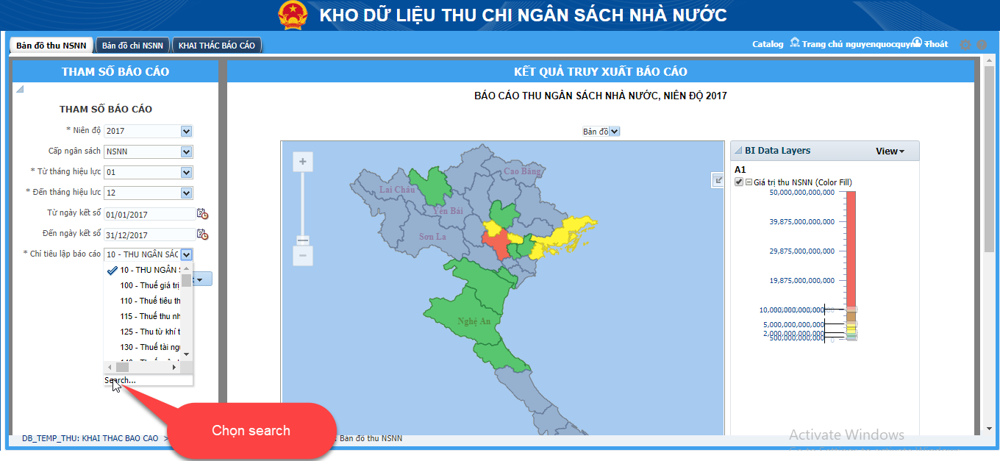 KHO DỮ LIỆU THU CHI NGÂN SÁCH NHÀ NƯỚC
Bản đồ thu NSNN
Bản đồ chi NSNN
KHAI THÁC BÁO CÁO
Catalog
Trang chủ
Thoát
THAM SỐ BÁO CÁO
KẾT QUẢ TRUY XUẤT BÁO CÁO
BÁO CÁO THU NGÂN SÁCH NHÀ NƯỚC, NIÊN ĐỘ 2017
THAM SỐ BÁO CÁO
* Niên độ 2017
Cấp ngân sách NSNN
* Từ tháng hiệu lực 01
* Đến tháng hiệu lực 12
Từ ngày kết sổ 01/01/2017
Đến ngày kết sổ 31/12/2017
* Chỉ tiêu lập báo cáo 10 - THU NGÂN SÁC
10 - THU NGÂN
100 - Thuế giá trị
110 - Thuế tiêu th
115 - Thuế thu nh
125 - Thu từ khí t
130 - Thuế tài ngu
Search...
Chọn search
Bản đồ
Cao Bằng
Lai Châu
Yên Bái
Sơn La
Nghệ An
BI Data Layers
View
A1
Giá trị thu NSNN (Color Fill)
50,000,000,000,000
39,875,000,000,000
29,875,000,000,000
19,875,000,000,000
10,000,000,000,000
5,000,000,000,000
2,000,000,000,000
500,000,000,000
DB_TEMP_THU: KHAI THAC BAO CAO >
Bản đồ thu NSNN
Activate Windows